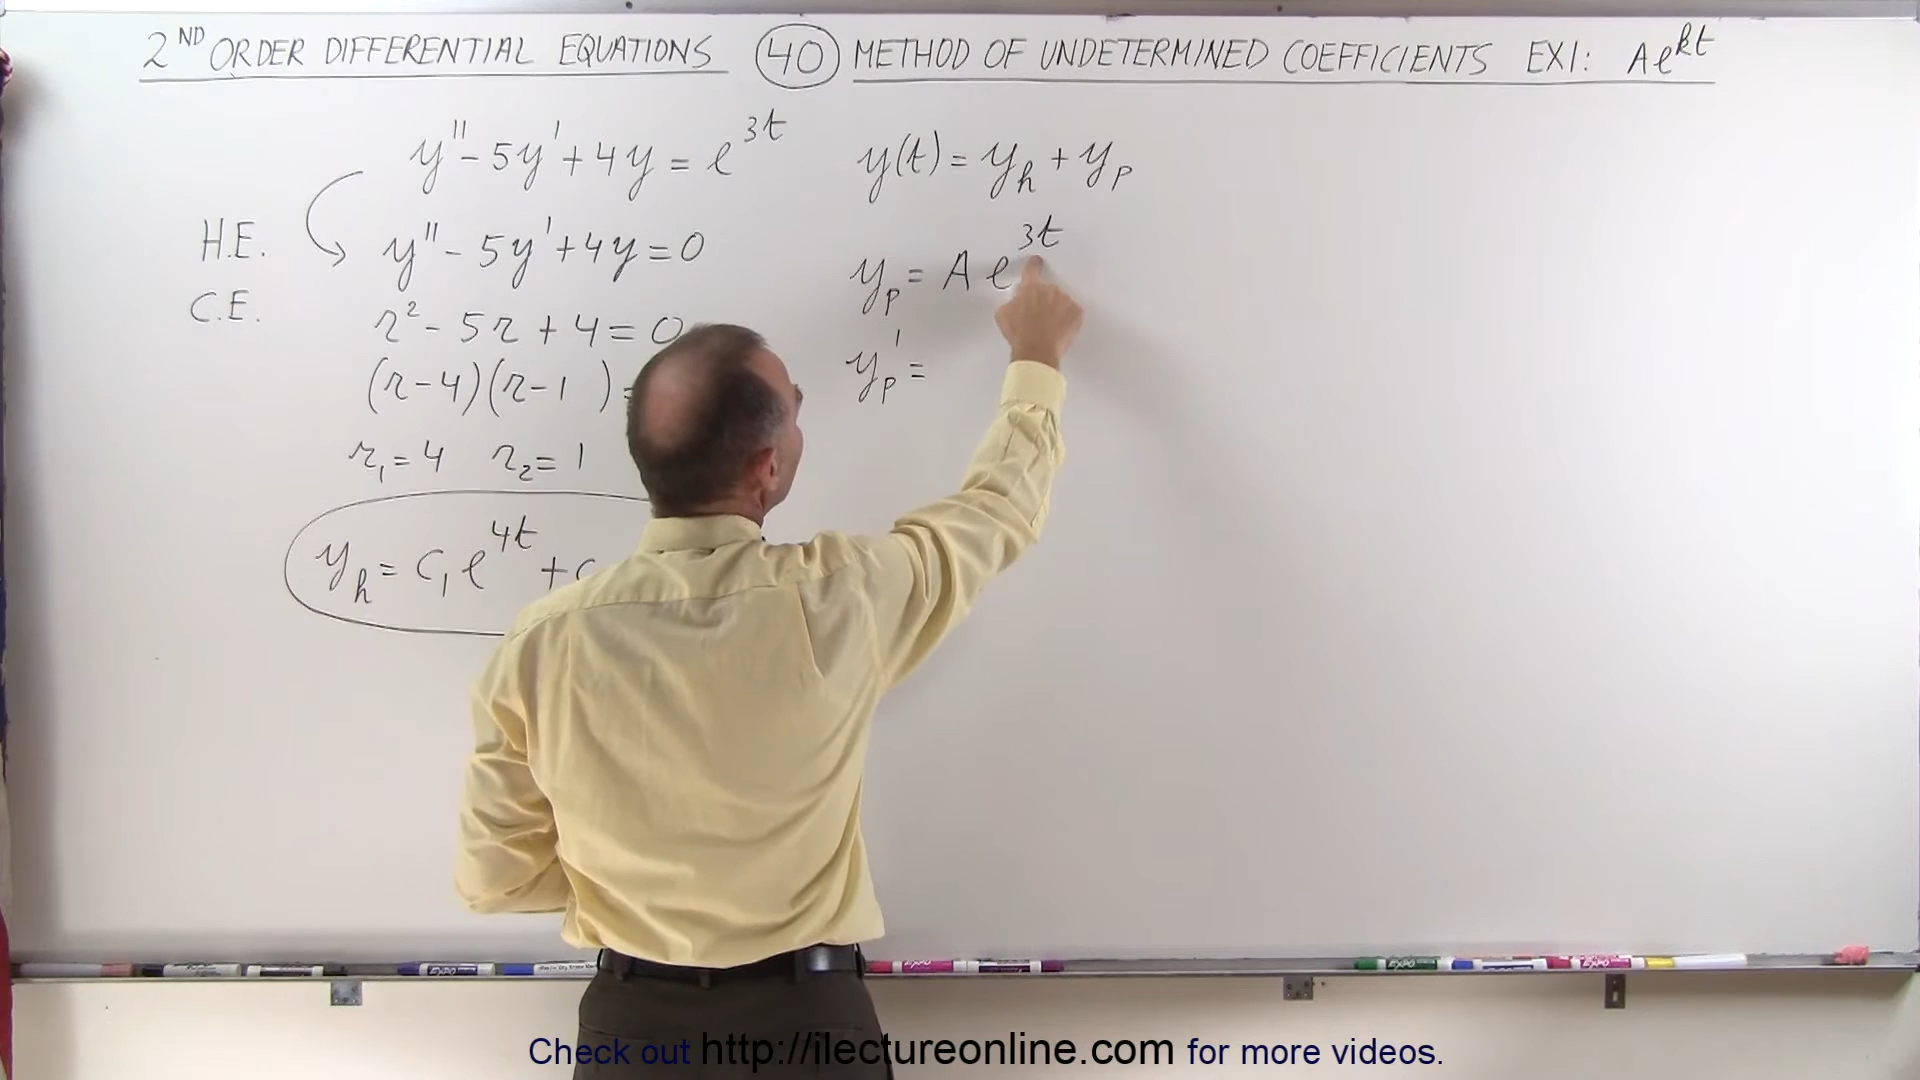 2ND ORDER DIFFERENTIAL EQUATIONS 40 METHOD OF UNDETERMINED COEFFICIENTS EX1: Ae^kt
y'' - 5y' + 4y = e^3t
H.E. y'' - 5y' + 4y = 0
C.E. r² - 5r + 4 = 0
(r - 4)(r - 1 ) =
r₁ = 4 r₂ = 1
y_h = C₁e^4t + C
y(t) = y_h + y_p
y_p = A e^3t
y_p' =
Check out http://ilectureonline.com for more videos.